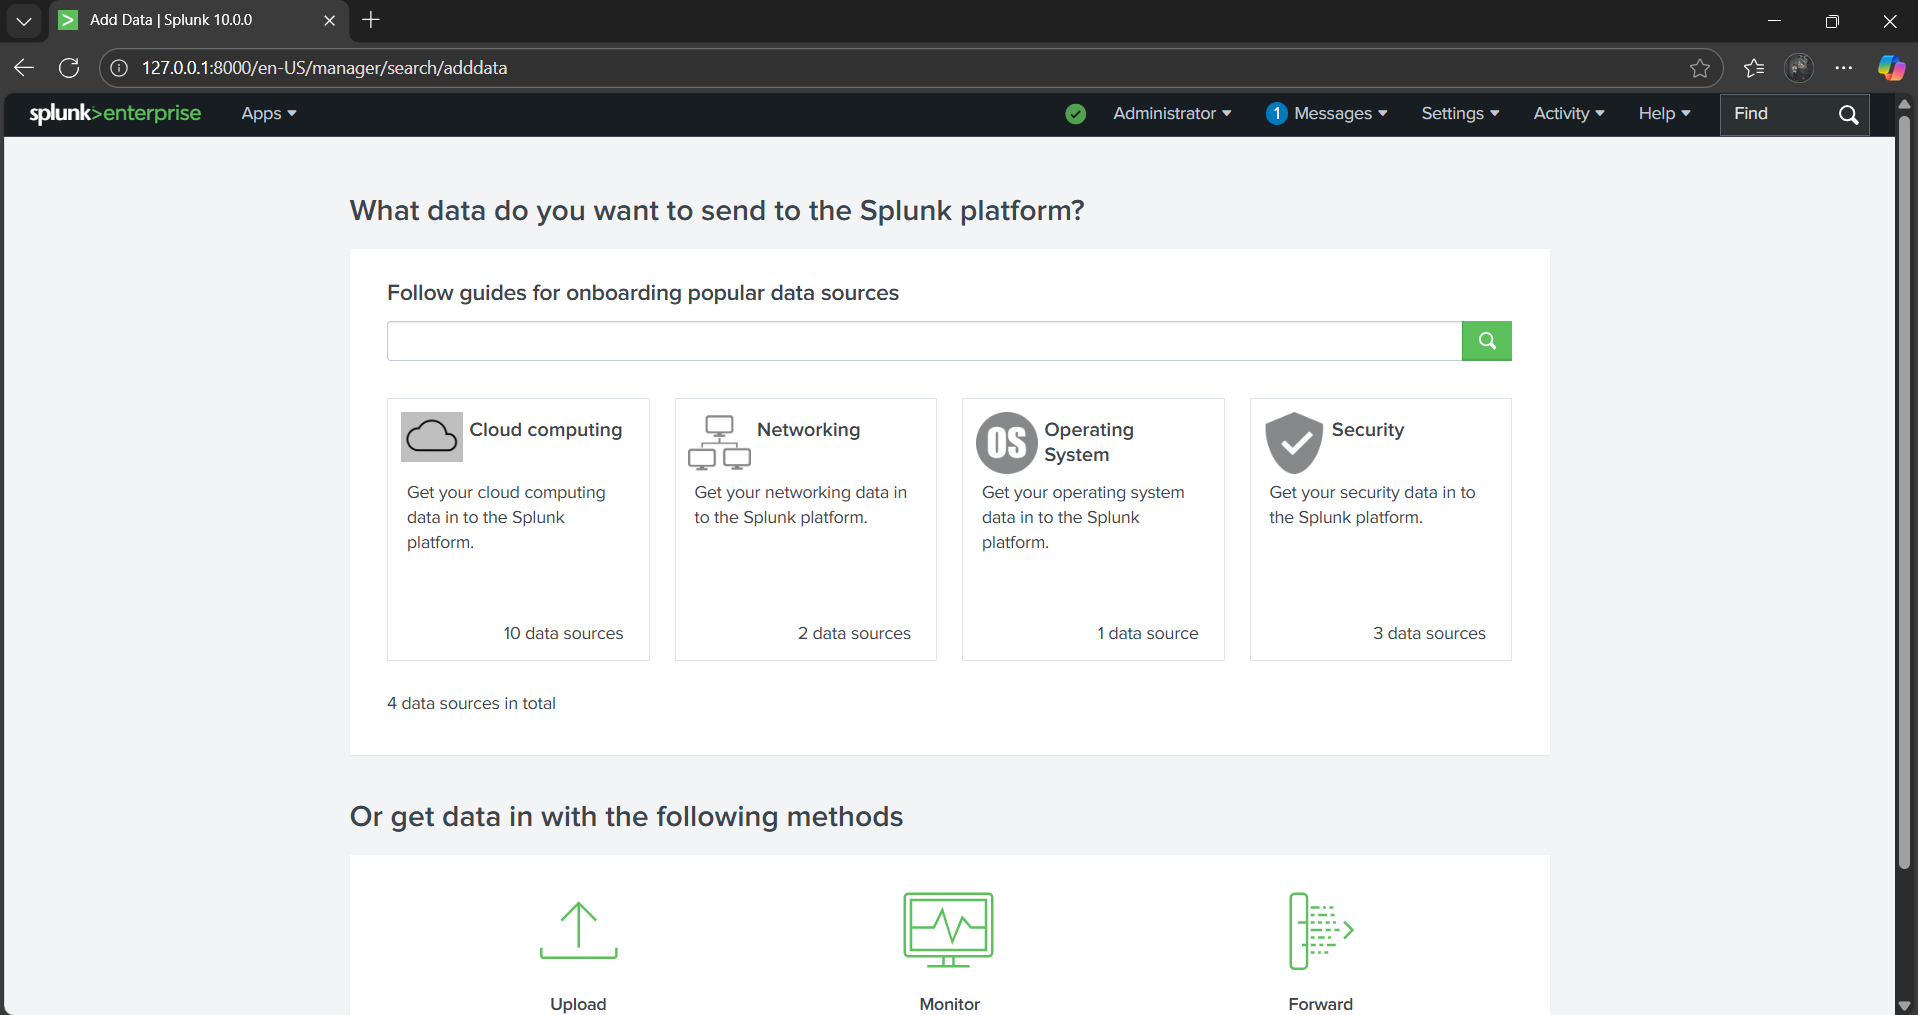 Add Data | Splunk 10.0.0
127.0.0.1:8000/en-US/manager/search/adddata
splunk>enterprise Apps Administrator 1 Messages Settings Activity Help Find
What data do you want to send to the Splunk platform?
Follow guides for onboarding popular data sources
Cloud computing
Get your cloud computing
data in to the Splunk
platform.
10 data sources
Networking
Get your networking data in
to the Splunk platform.
2 data sources
OS
Operating
System
Get your operating system
data in to the Splunk
platform.
1 data source
Security
Get your security data in to
the Splunk platform.
3 data sources
4 data sources in total
Or get data in with the following methods
Upload
Monitor
Forward